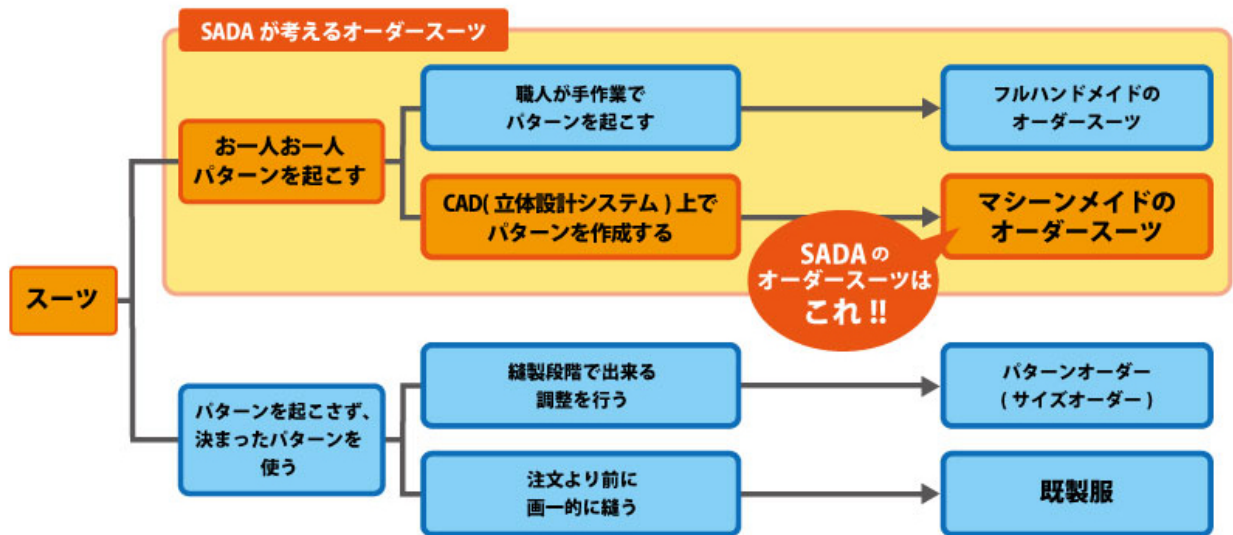 SADA が考えるオーダースーツ
職人が手作業で
パターンを起こす
フルハンドメイドの
オーダースーツ
お一人お一人
パターンを起こす
CAD( 立体設計システム ) 上で
パターンを作成する
マシーンメイドの
オーダースーツ
SADA の
オーダースーツは
これ !!
スーツ
縫製段階で出来る
調整を行う
パターンオーダー
( サイズオーダー )
パターンを起こさず、
決まったパターンを
使う
注文より前に
画一的に縫う
既製服